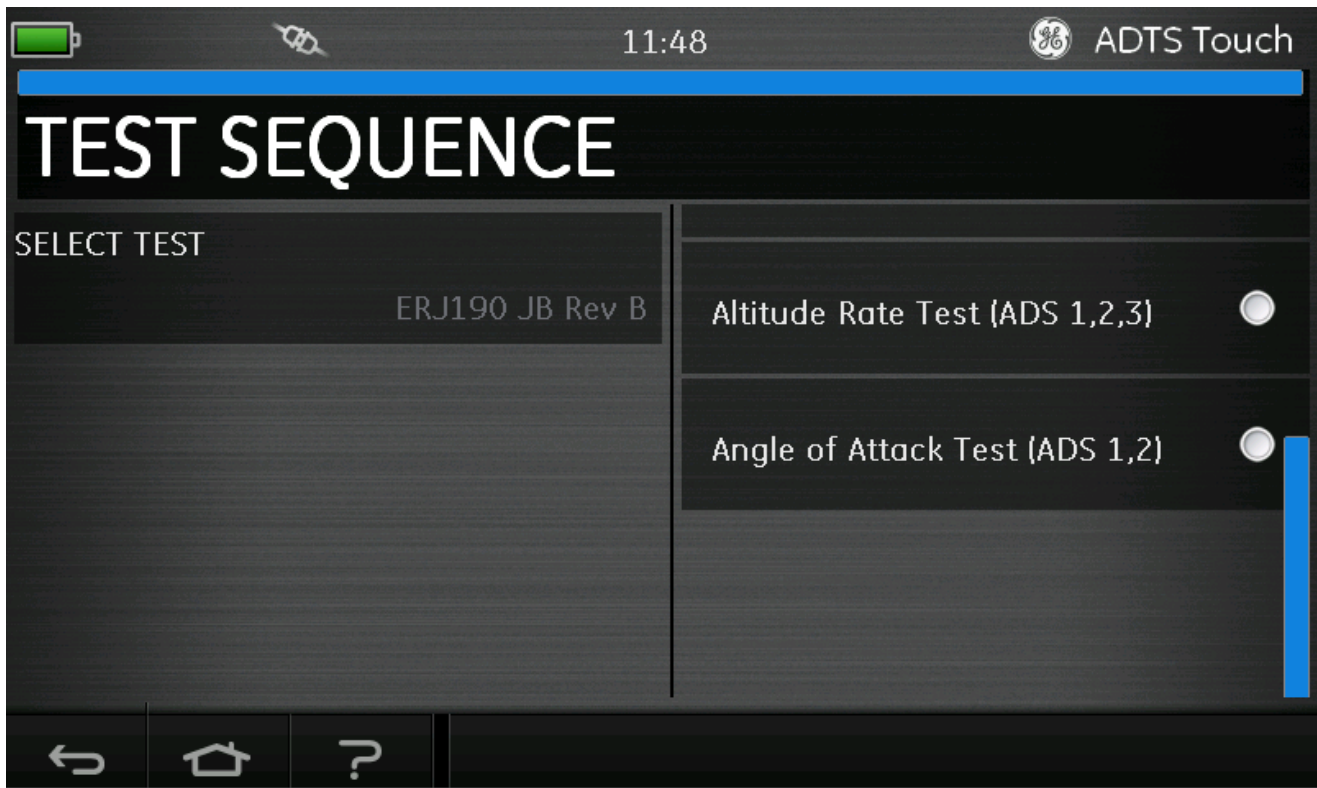 11:48
ADTS Touch
TEST SEQUENCE
SELECT TEST
ERJ190 JB Rev B
Altitude Rate Test (ADS 1,2,3)
Angle of Attack Test (ADS 1,2)